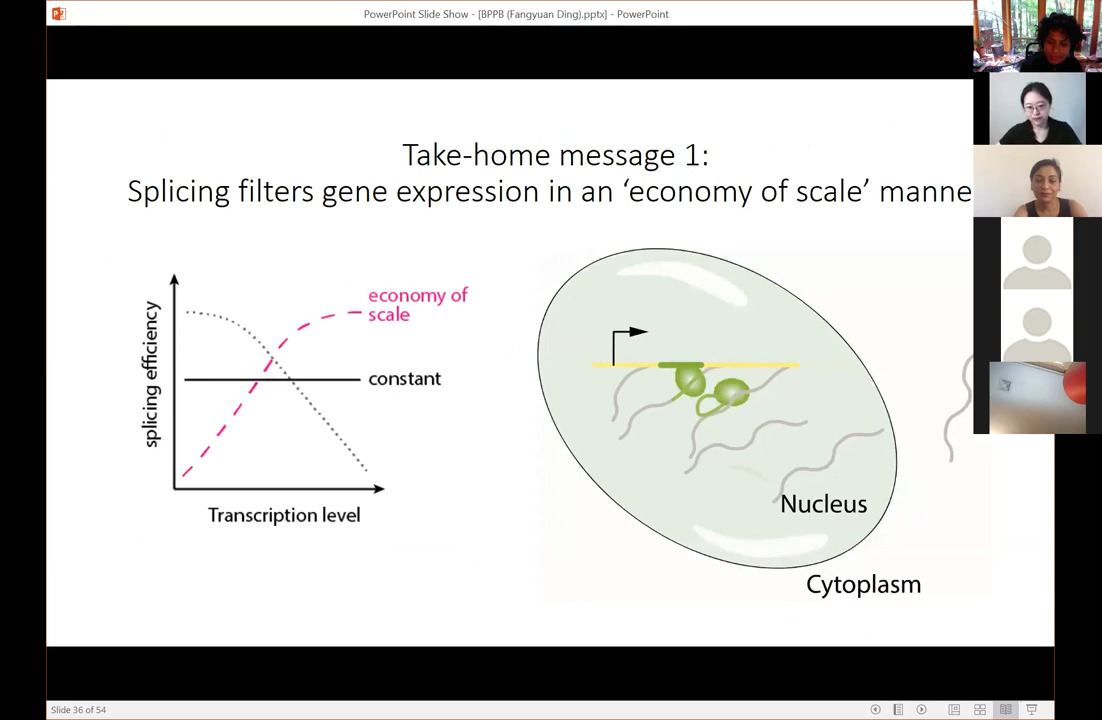 PowerPoint Slide Show - [BPPB (Fangyuan Ding).pptx] - PowerPoint
Take-home message 1:
Splicing filters gene expression in an ‘economy of scale’ manne
economy of
scale
constant
splicing efficiency
Transcription level
Nucleus
Cytoplasm
Slide 36 of 54